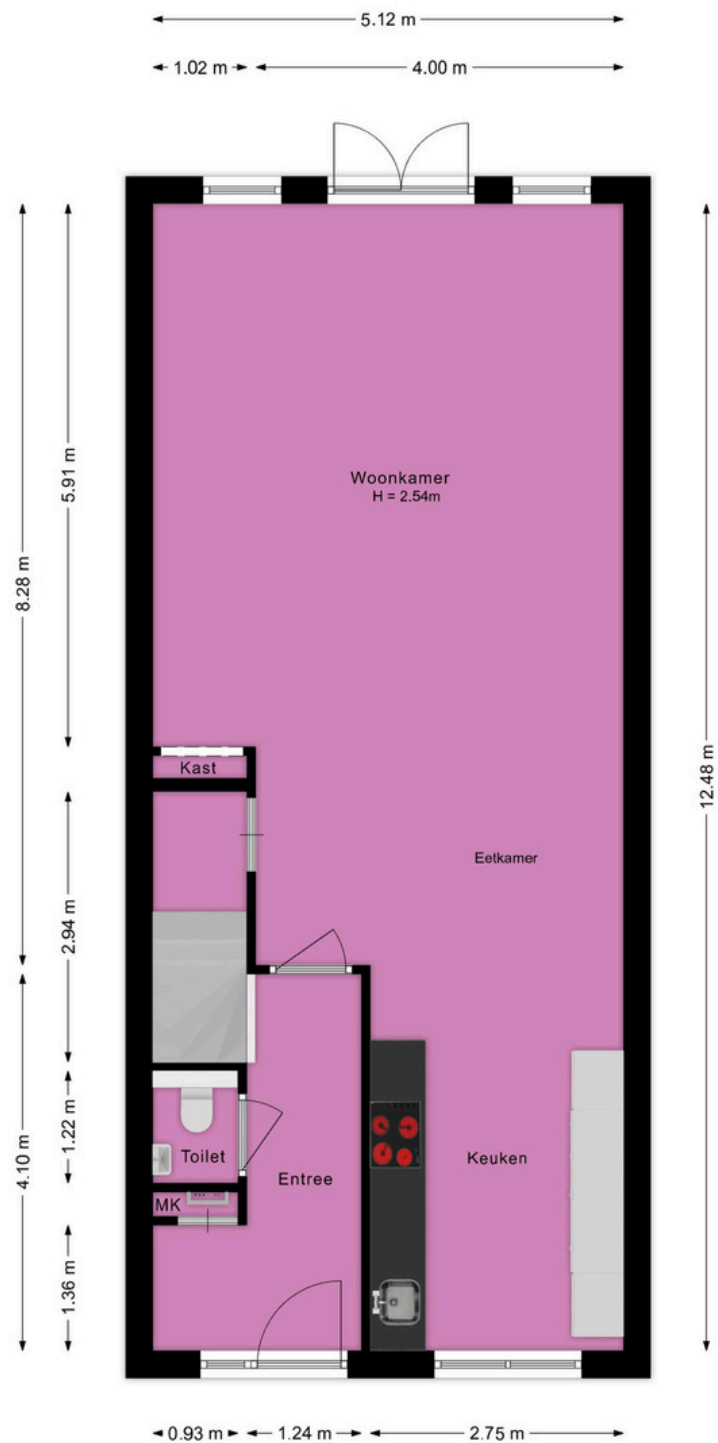 5.12 m
1.02 m
4.00 m
5.91 m
8.28 m
Woonkamer
H = 2.54m
12.48 m
Kast
Eetkamer
2.94 m
4.10 m
1.22 m
Toilet
Keuken
Entree
MK
1.36 m
0.93 m
1.24 m
2.75 m